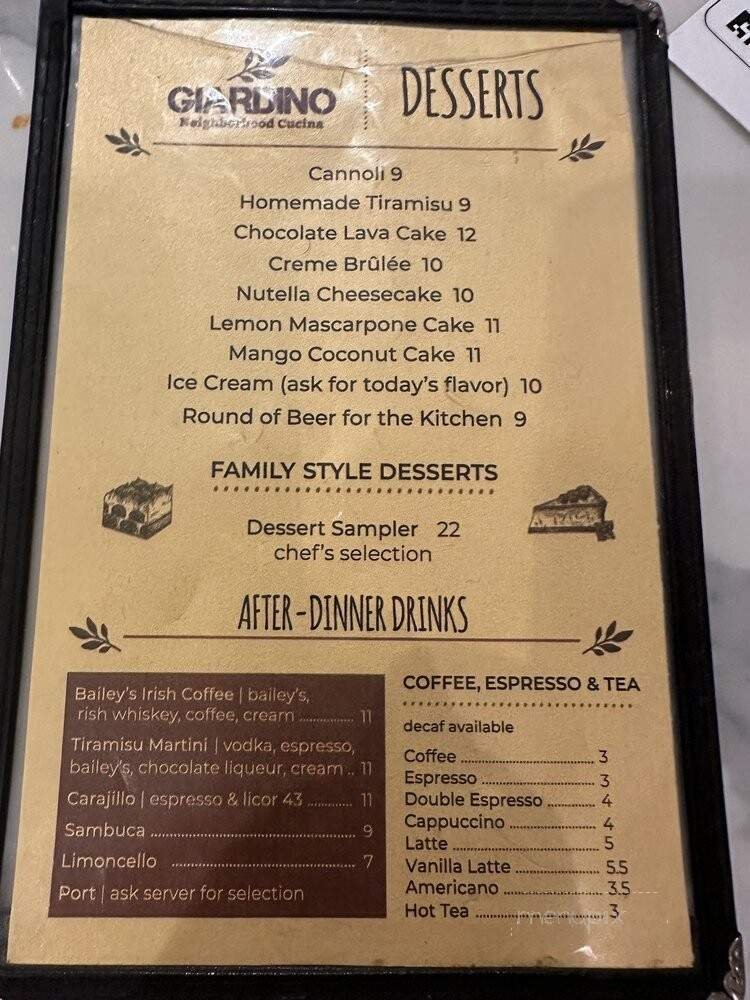 GIARDINO
Neighborhood Cucina
DESSERTS
Cannoli 9
Homemade Tiramisu 9
Chocolate Lava Cake 12
Creme Brûlée 10
Nutella Cheesecake 10
Lemon Mascarpone Cake 11
Mango Coconut Cake 11
Ice Cream (ask for today's flavor) 10
Round of Beer for the Kitchen 9
FAMILY STYLE DESSERTS
Dessert Sampler 22
chef's selection
AFTER-DINNER DRINKS
Bailey's Irish Coffee | bailey's,
rish whiskey, coffee, cream ............... 11
Tiramisu Martini | vodka, espresso,
bailey's, chocolate liqueur, cream .. 11
Carajillo | espresso & licor 43 ........... 11
Sambuca ................................................ 9
Limoncello ........................................... 7
Port | ask server for selection
COFFEE, ESPRESSO & TEA
decaf available
Coffee ................................ 3
Espresso ............................ 3
Double Espresso ............ 4
Cappuccino ..................... 4
Latte .................................. 5
Vanilla Latte ..................... 5.5
Americano ........................ 3.5
Hot Tea .............................. 3